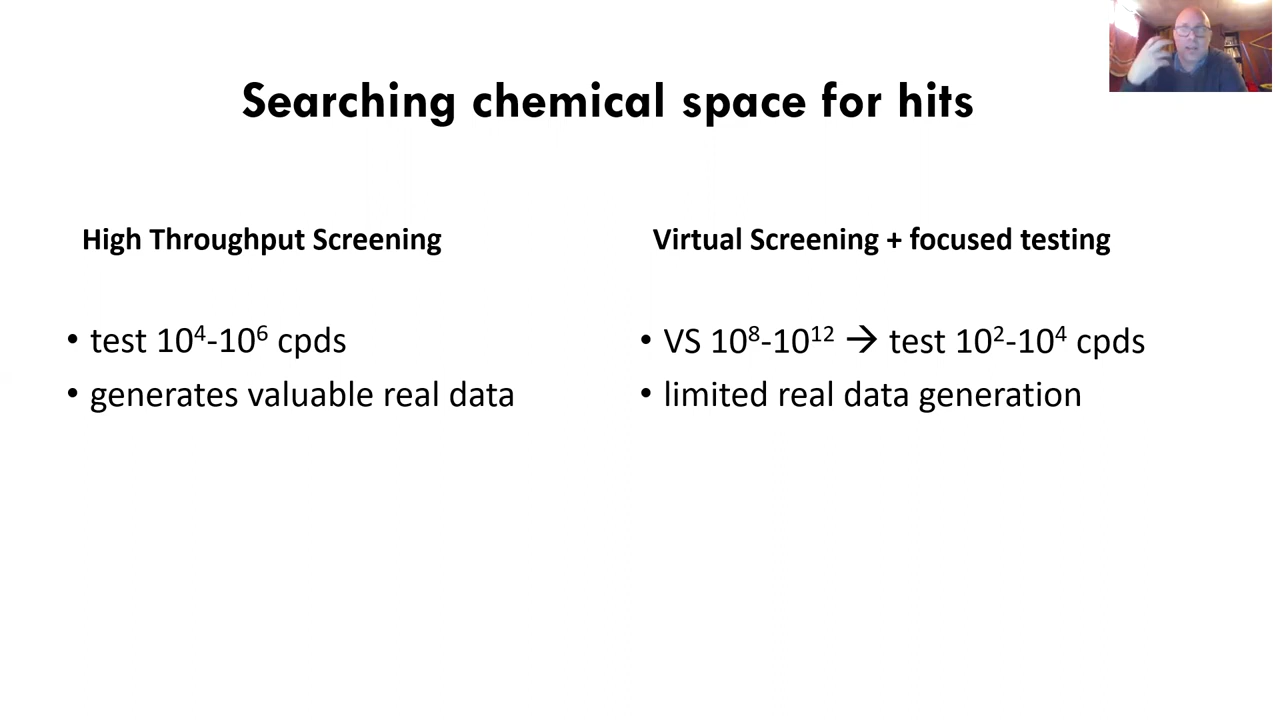 Searching chemical space for hits
High Throughput Screening
• test 10⁴-10⁶ cpds
• generates valuable real data
Virtual Screening + focused testing
• VS 10⁸-10¹² → test 10²-10⁴ cpds
• limited real data generation